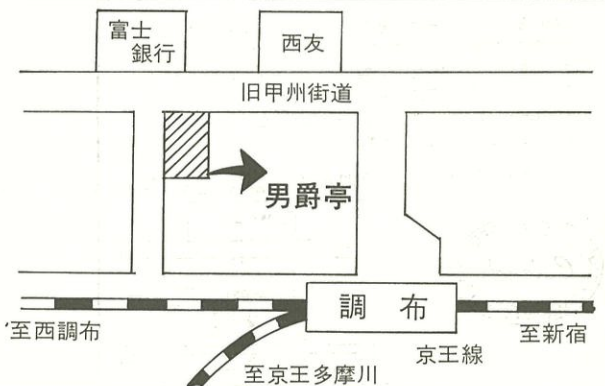 富士
銀行
西友
旧甲州街道
男爵亭
調布
至西調布
至新宿
京王線
至京王多摩川